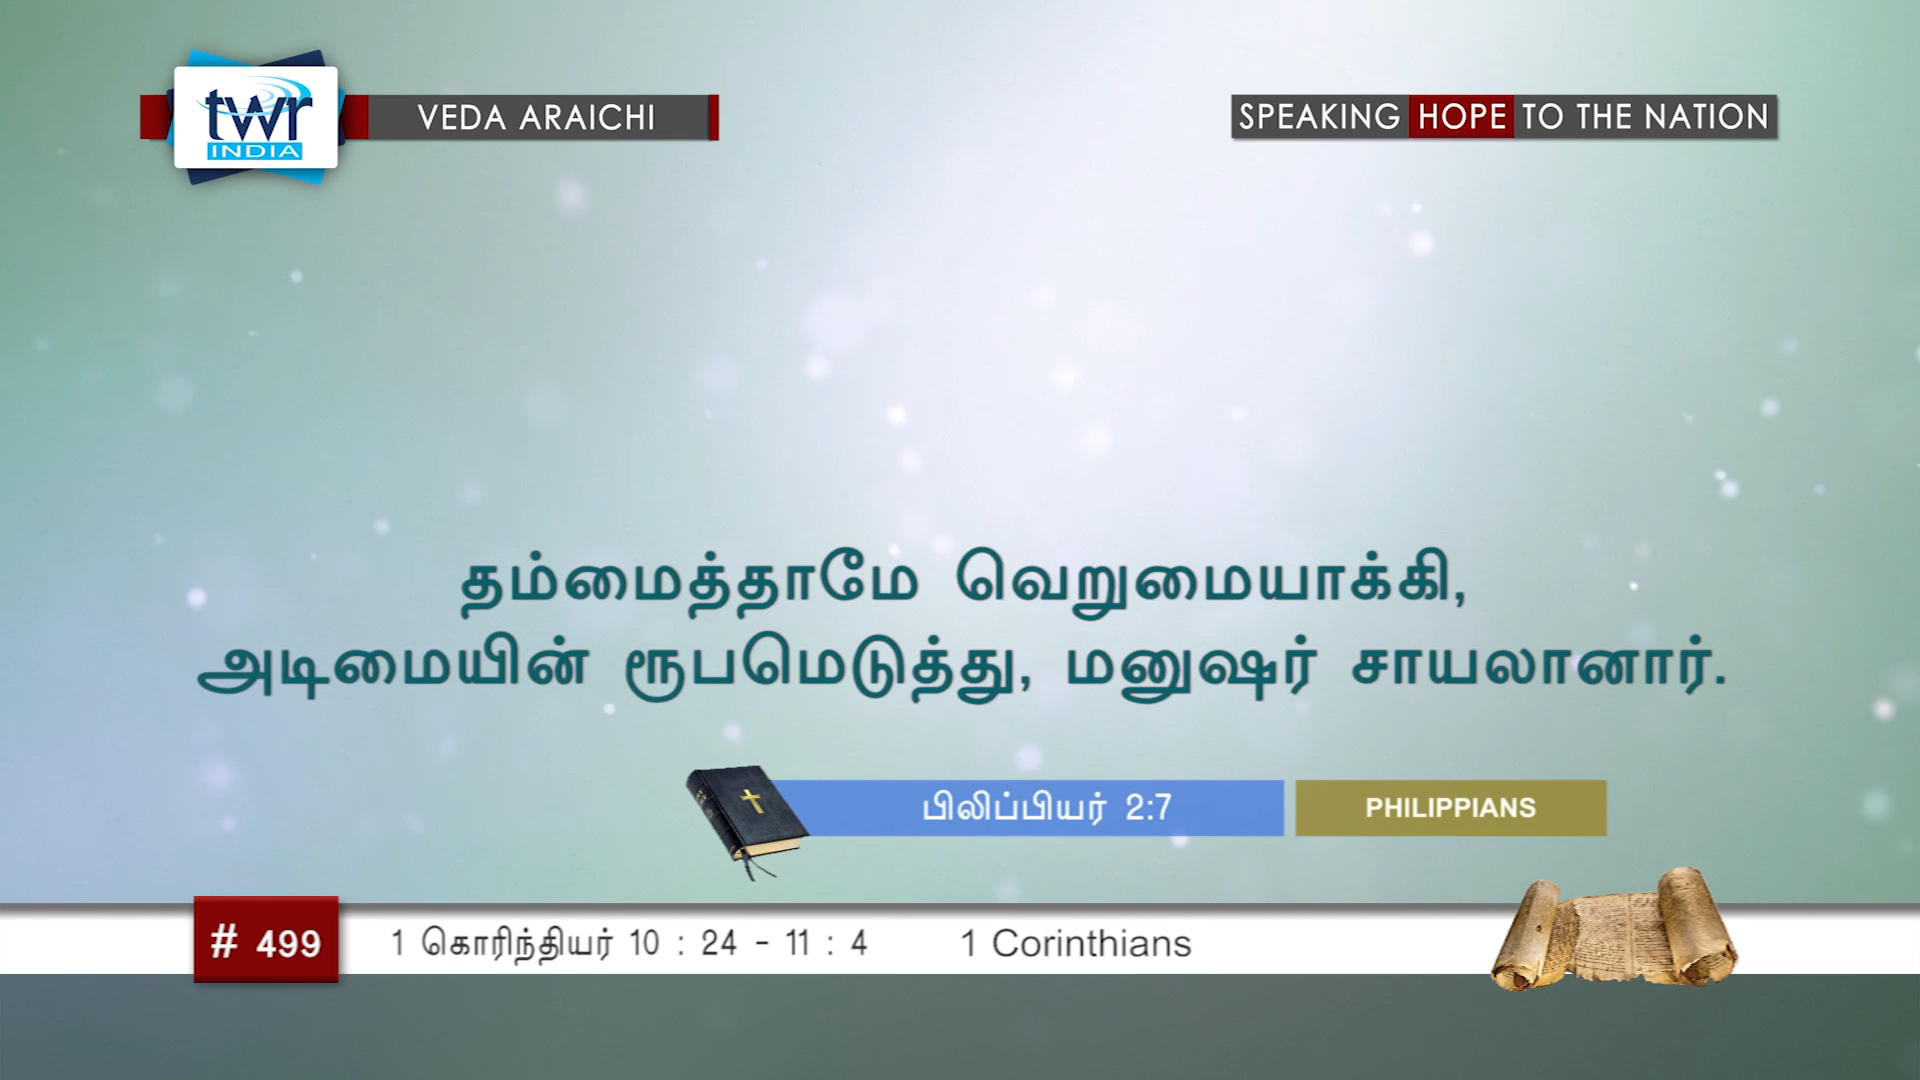 twr
INDIA
VEDA ARAICHI
SPEAKING HOPE TO THE NATION
தம்மைத்தாமே வெறுமையாக்கி,
அடிமையின் ரூபமெடுத்து, மனுஷர் சாயலானார்.
பிலிப்பியர் 2:7
PHILIPPIANS
# 499
1 கொரிந்தியர் 10 : 24 - 11 : 4
1 Corinthians